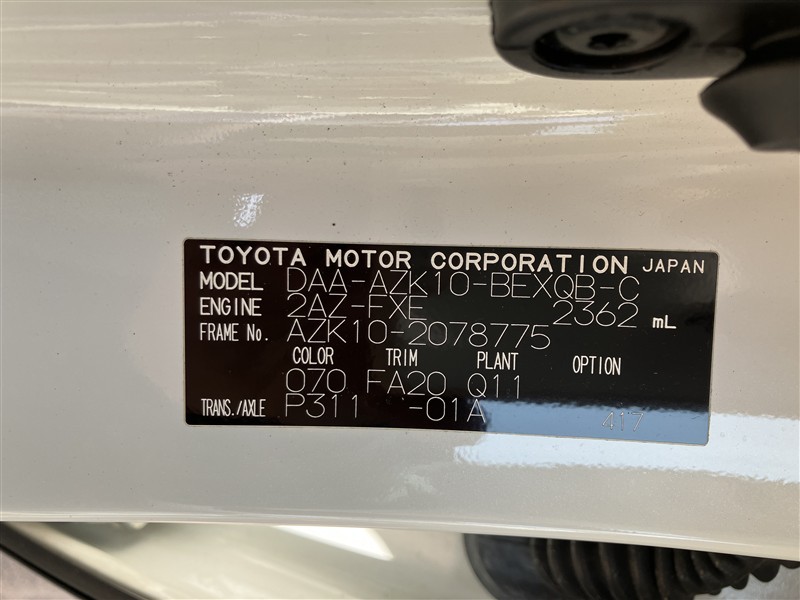 TOYOTA MOTOR CORPORATION JAPAN
MODEL DAA-AZK10-BEXQB-C
ENGINE 2AZ-FXE 2362 mL
FRAME No. AZK10-2078775
COLOR TRIM PLANT OPTION
070 FA20 Q11
TRANS./AXLE P311 -01A
417